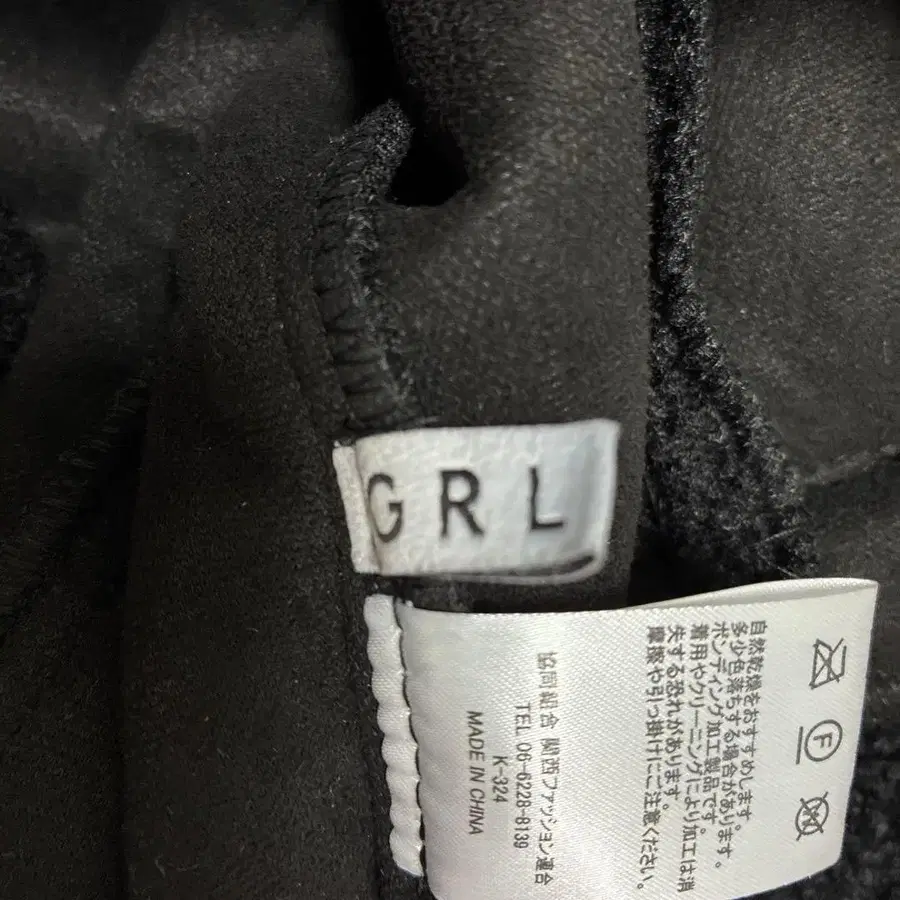 GRL
自然乾燥をおすすめします。
多少色落ちする場合があります。
ボンディング加工製品です。
着用やクリーニングにより加工は消
失する恐れがあります。
摩擦や引っ掛けにご注意ください。
協同組合 関西ファッション連合
TEL 06-6228-8139
K-324
MADE IN CHINA
F